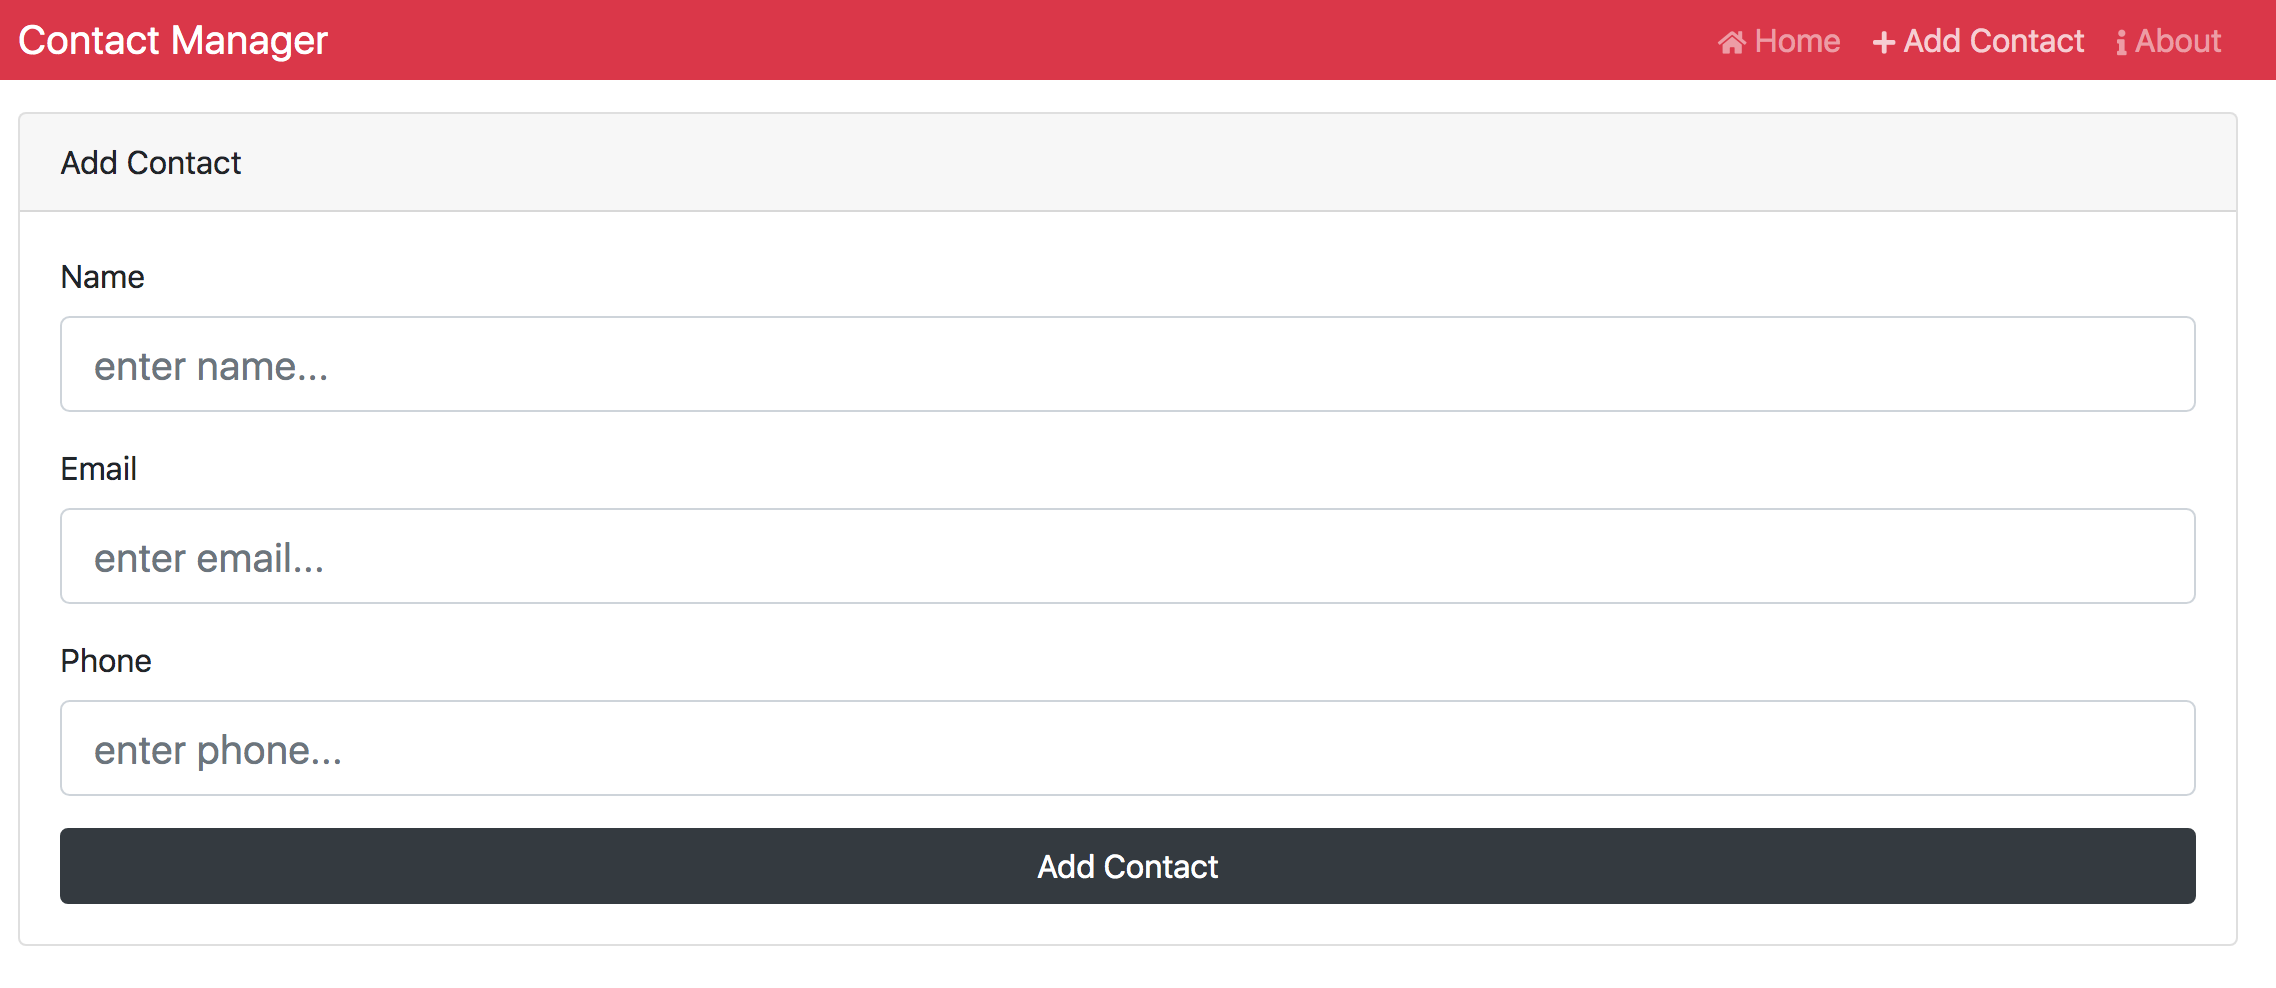 Contact Manager
Home Add Contact About
Add Contact
Name
enter name...
Email
enter email...
Phone
enter phone...
Add Contact